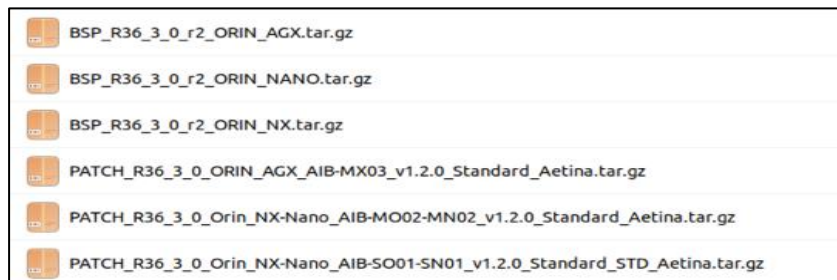 BSP_R36_3_0_r2_ORIN_AGX.tar.gz
BSP_R36_3_0_r2_ORIN_NANO.tar.gz
BSP_R36_3_0_r2_ORIN_NX.tar.gz
PATCH_R36_3_0_ORIN_AGX_AIB-MX03_v1.2.0_Standard_Aetina.tar.gz
PATCH_R36_3_0_Orin_NX-Nano_AIB-MO02-MN02_v1.2.0_Standard_Aetina.tar.gz
PATCH_R36_3_0_Orin_NX-Nano_AIB-SO01-SN01_v1.2.0_Standard_STD_Aetina.tar.gz